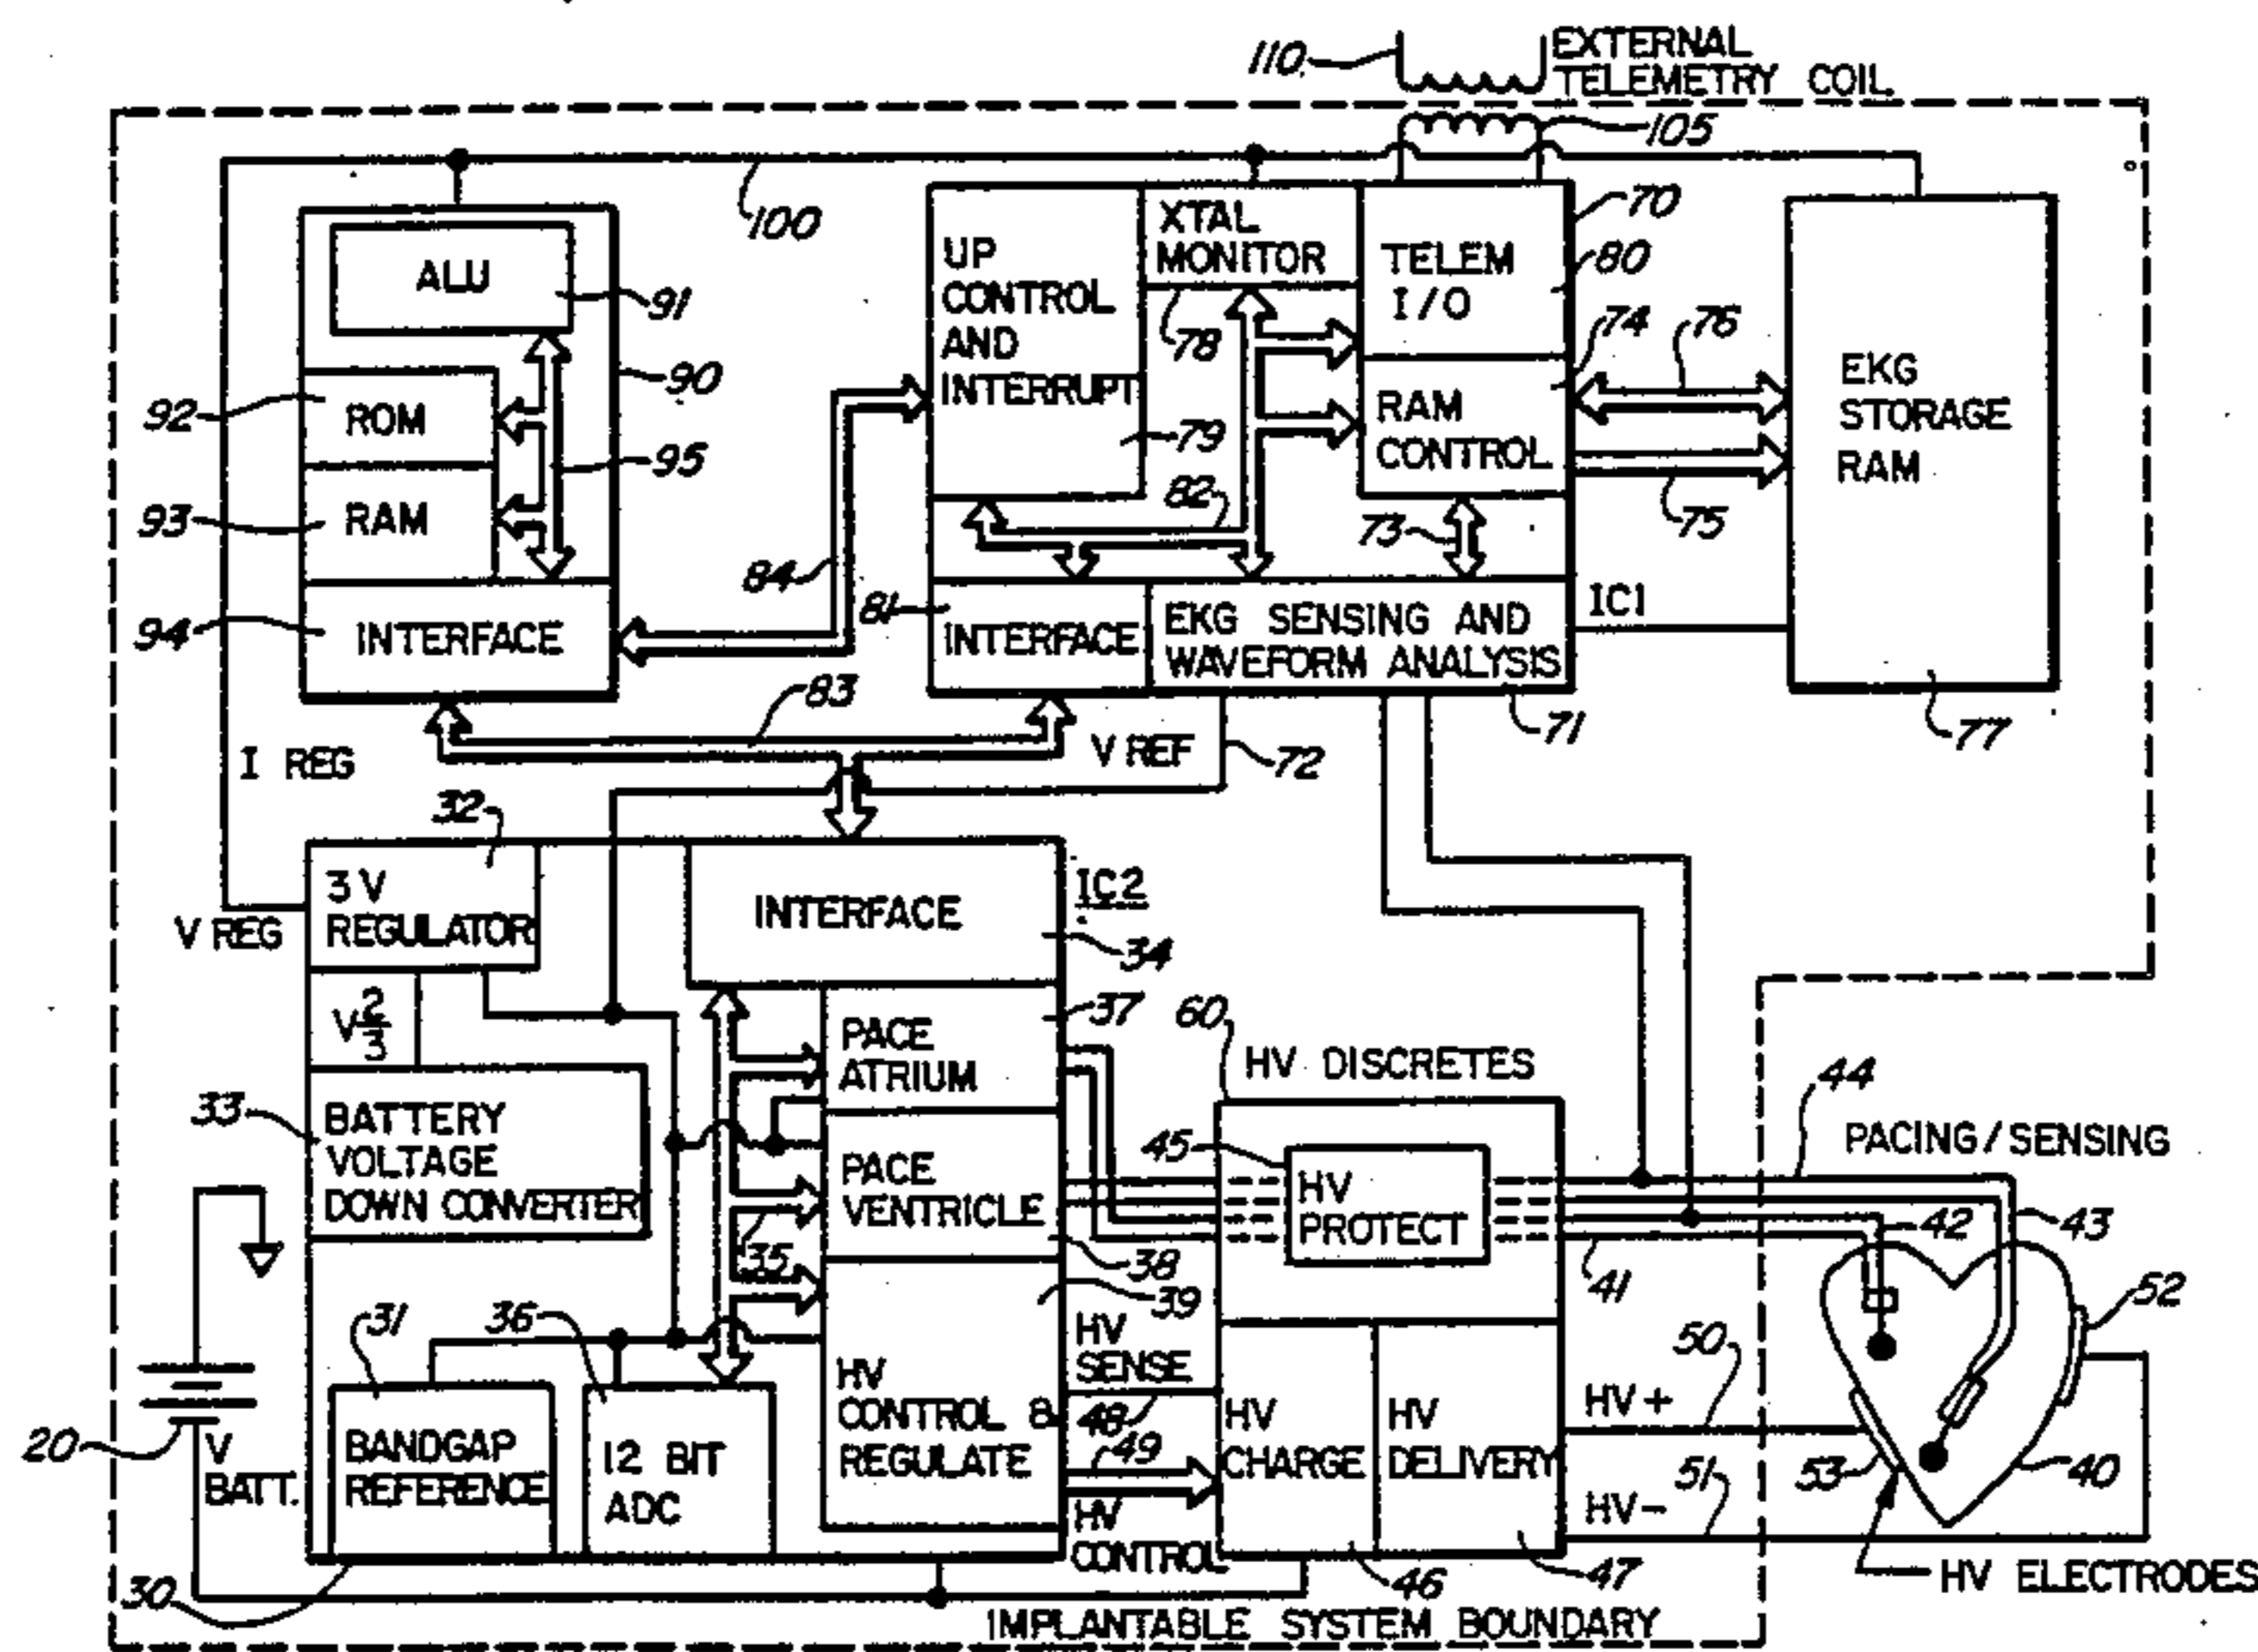 110
EXTERNAL
TELEMETRY COIL
105
100
ALU
91
90
92
ROM
95
93
RAM
94
INTERFACE
UP
CONTROL
AND
INTERRUPT
79
XTAL
MONITOR
78
TELEM
I/O
70
80
74
RAM
CONTROL
76
75
EKG
STORAGE
RAM
77
82
73
84
81
INTERFACE
EKG SENSING AND
WAVEFORM ANALYSIS
IC1
71
83
V REF
72
I REG
32
3V
REGULATOR
V REG
INTERFACE
IC2
34
V 2/3
33
BATTERY
VOLTAGE
DOWN CONVERTER
PACE
ATRIUM
37
PACE
VENTRICLE
35
38
39
60
HV DISCRETES
45
HV
PROTECT
44
PACING/SENSING
42
43
41
52
31
36
BANDGAP
REFERENCE
12 BIT
ADC
HV
CONTROL &
REGULATE
HV
SENSE
48
49
HV
CONTROL
HV
CHARGE
HV
DELIVERY
46
47
HV+
50
HV-
51
53
40
HV ELECTRODES
20
V
BATT.
30
IMPLANTABLE SYSTEM BOUNDARY